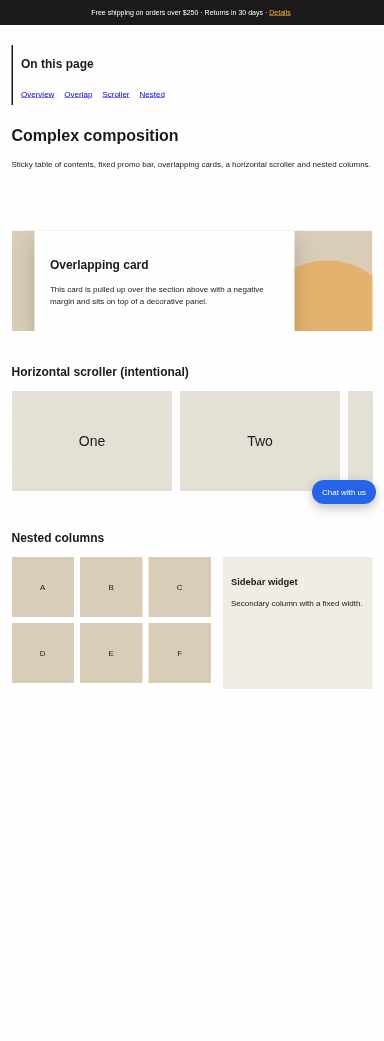 Free shipping on orders over $250 · Returns in 30 days · Details
On this page
Overview Overlap Scroller Nested
Complex composition
Sticky table of contents, fixed promo bar, overlapping cards, a horizontal scroller and nested columns.
Overlapping card
This card is pulled up over the section above with a negative
margin and sits on top of a decorative panel.
Horizontal scroller (intentional)
One Two
Chat with us
Nested columns
A B C
D E F
Sidebar widget
Secondary column with a fixed width.